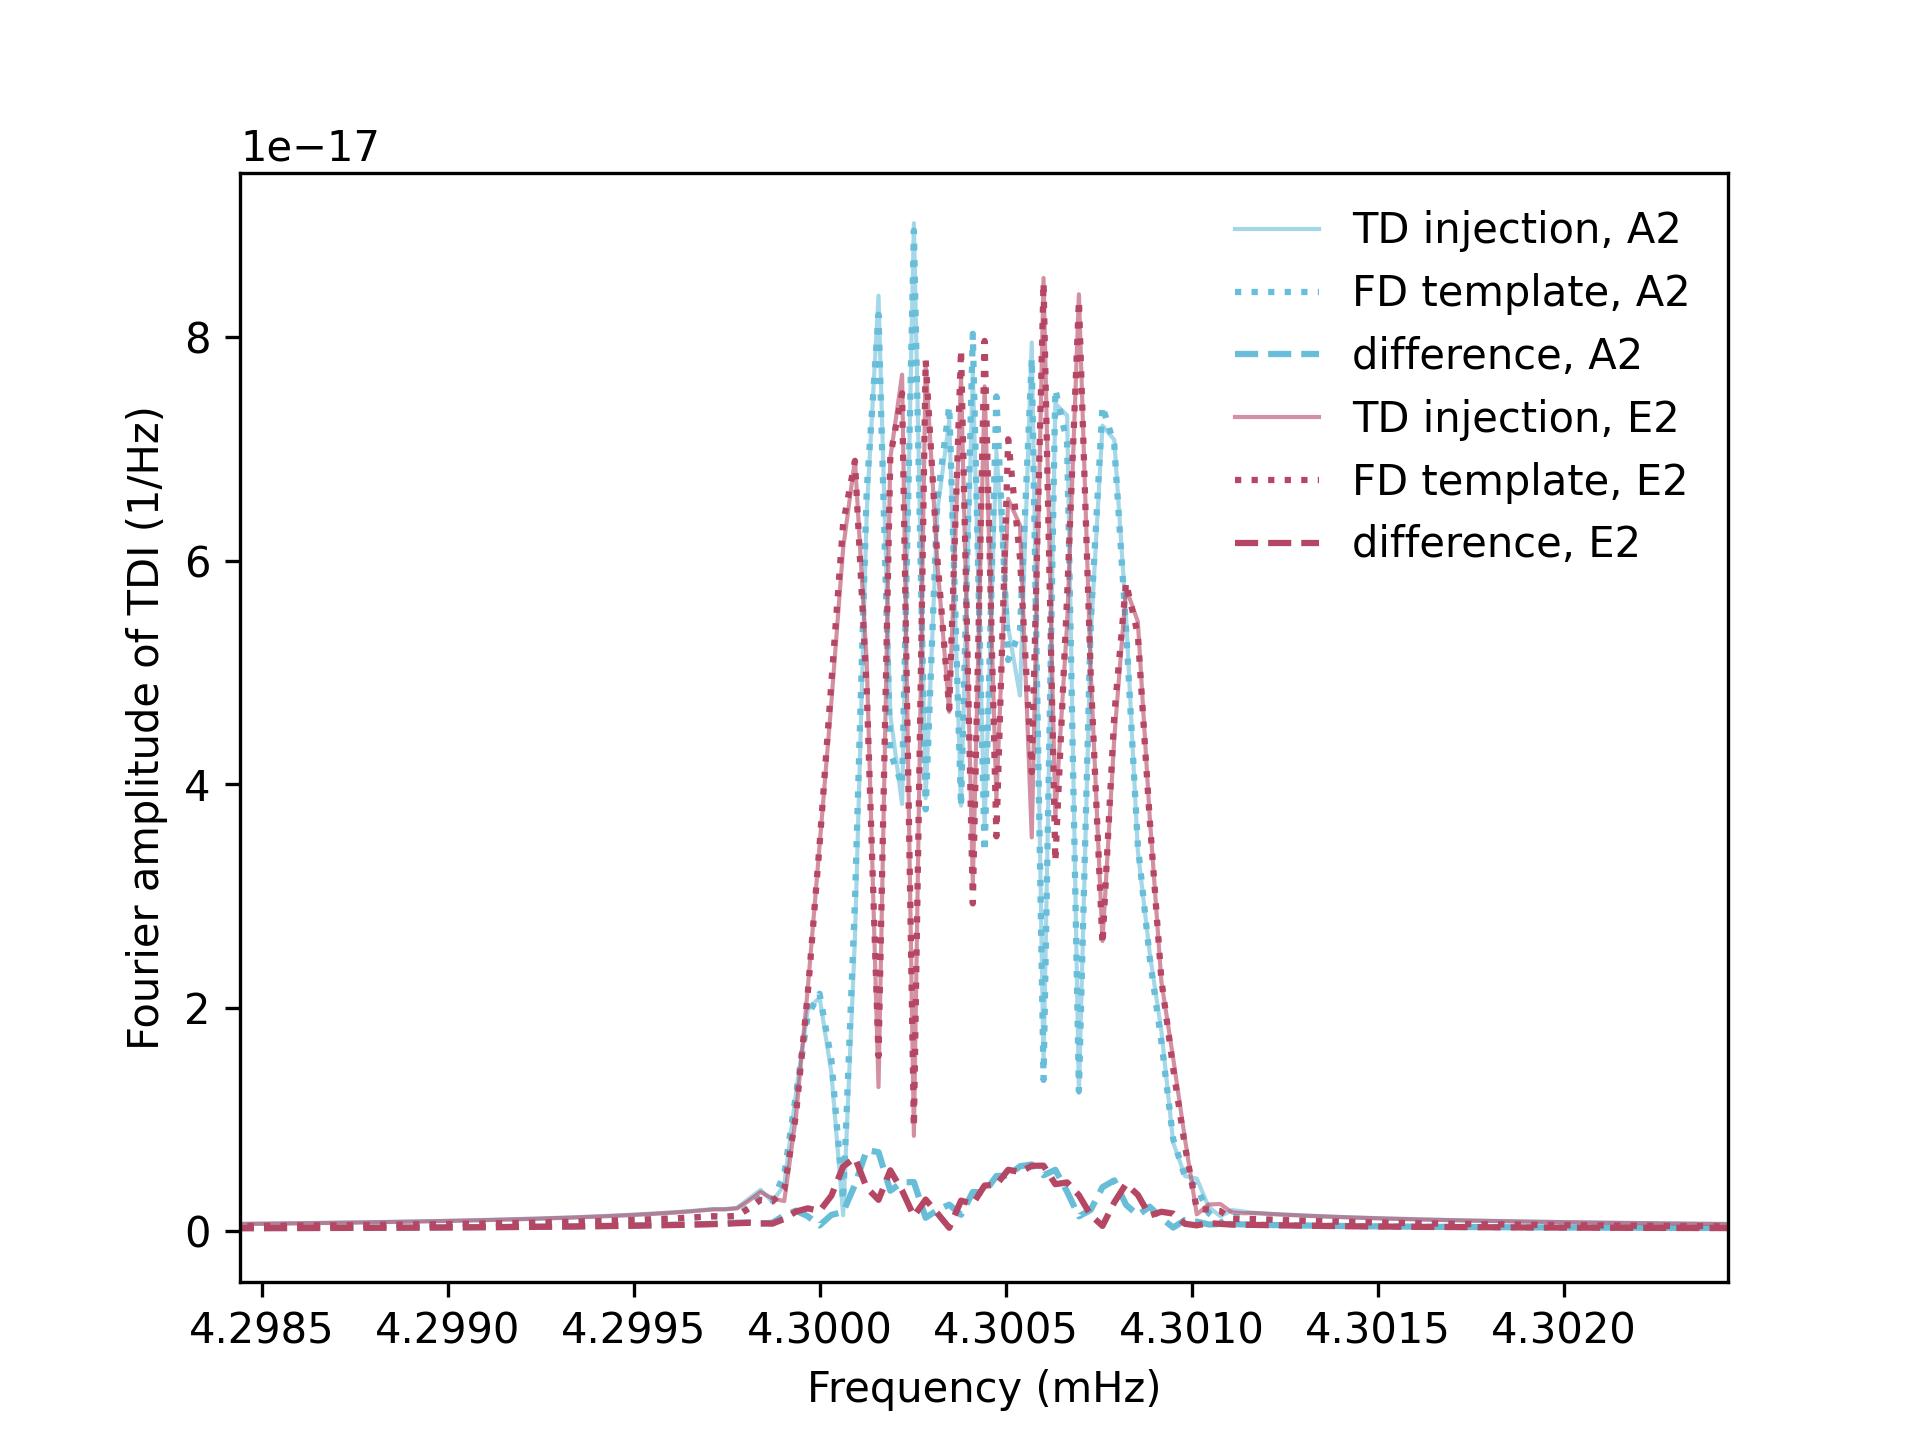 1e−17
TD injection, A2
FD template, A2
difference, A2
TD injection, E2
FD template, E2
difference, E2
Fourier amplitude of TDI (1/Hz)
8
6
4
2
0
4.2985 4.2990 4.2995 4.3000 4.3005 4.3010 4.3015 4.3020
Frequency (mHz)